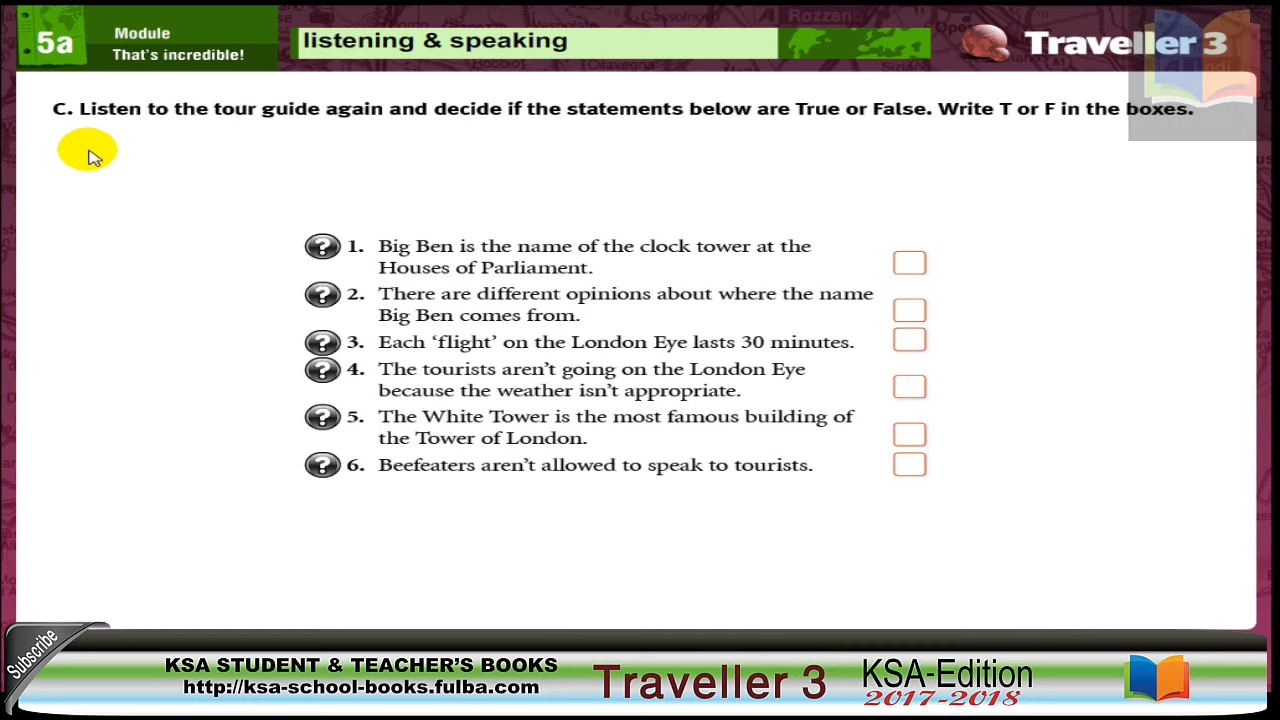 5a
Module
That's incredible!
listening & speaking
Traveller 3
C. Listen to the tour guide again and decide if the statements below are True or False. Write T or F in the boxes.
1. Big Ben is the name of the clock tower at the
Houses of Parliament.
2. There are different opinions about where the name
Big Ben comes from.
3. Each ‘flight’ on the London Eye lasts 30 minutes.
4. The tourists aren’t going on the London Eye
because the weather isn’t appropriate.
5. The White Tower is the most famous building of
the Tower of London.
6. Beefeaters aren’t allowed to speak to tourists.
Subscribe
KSA STUDENT & TEACHER'S BOOKS
http://ksa-school-books.fulba.com
Traveller 3
KSA-Edition
2017-2018